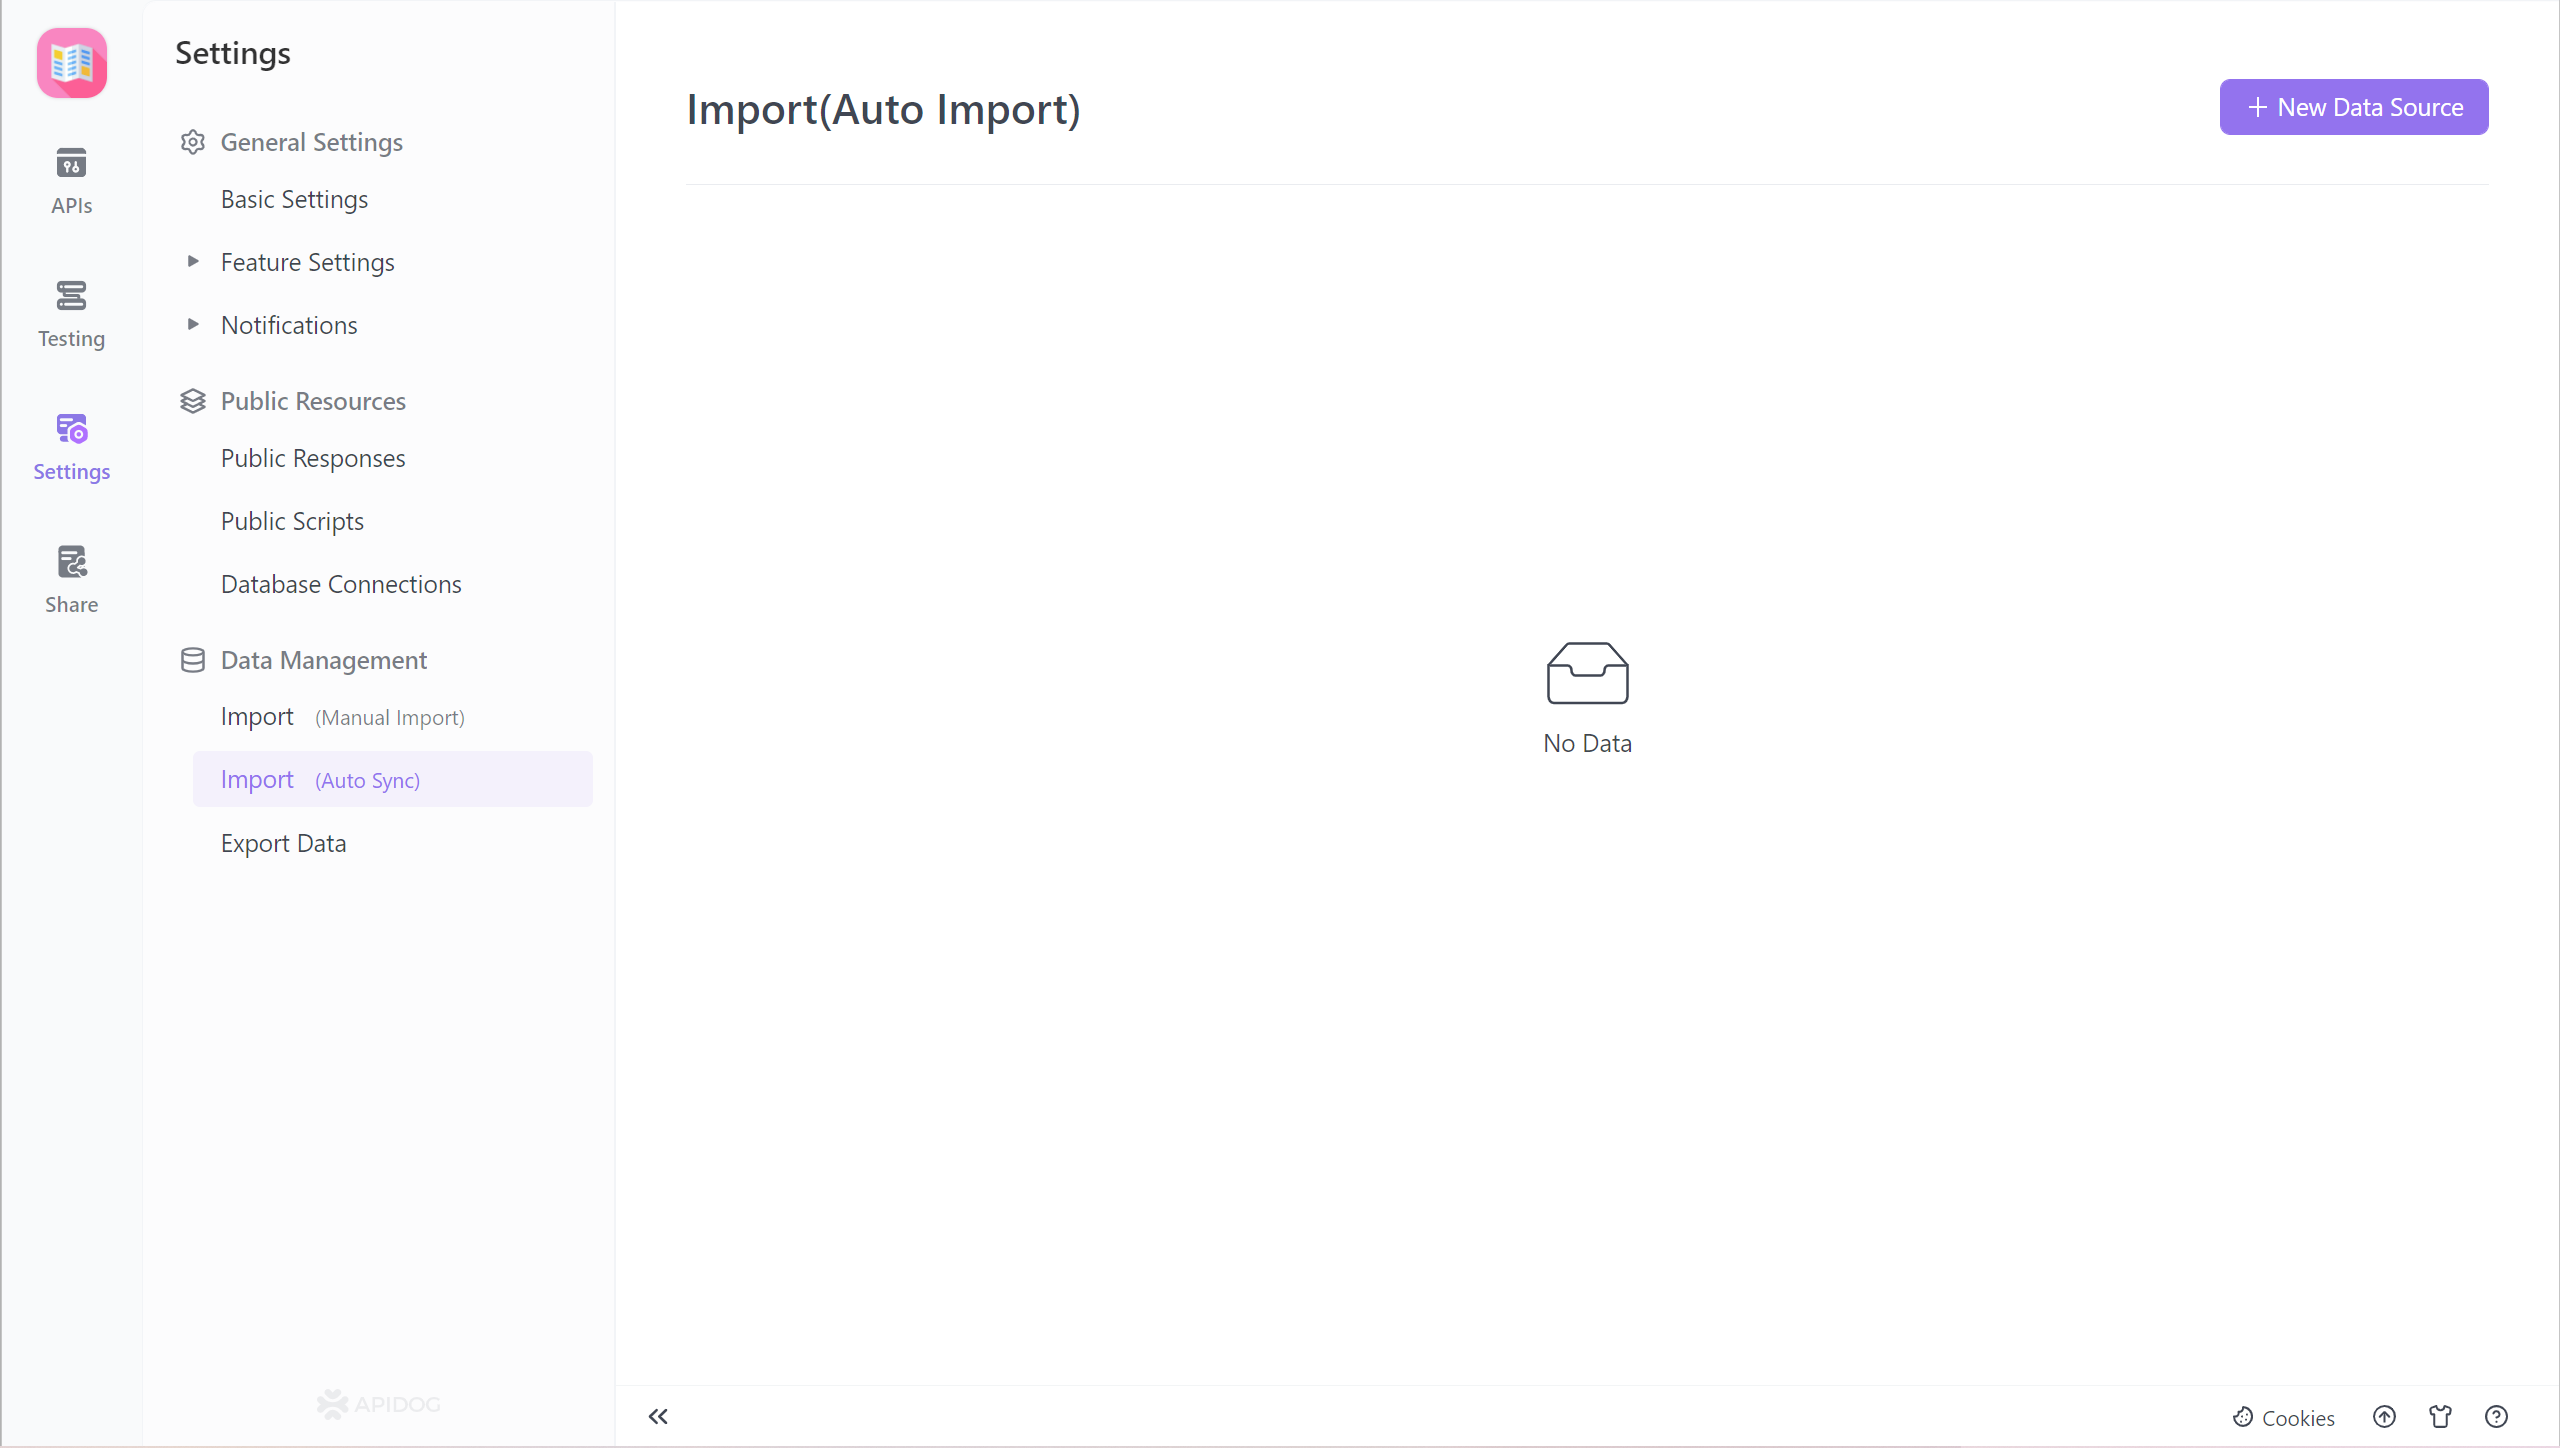 Settings
General Settings
Basic Settings
Feature Settings
Notifications
Public Resources
Public Responses
Public Scripts
Database Connections
Data Management
Import (Manual Import)
Import (Auto Sync)
Export Data
APIDOG
APIs
Testing
Settings
Share
Import(Auto Import)
New Data Source
No Data
Cookies